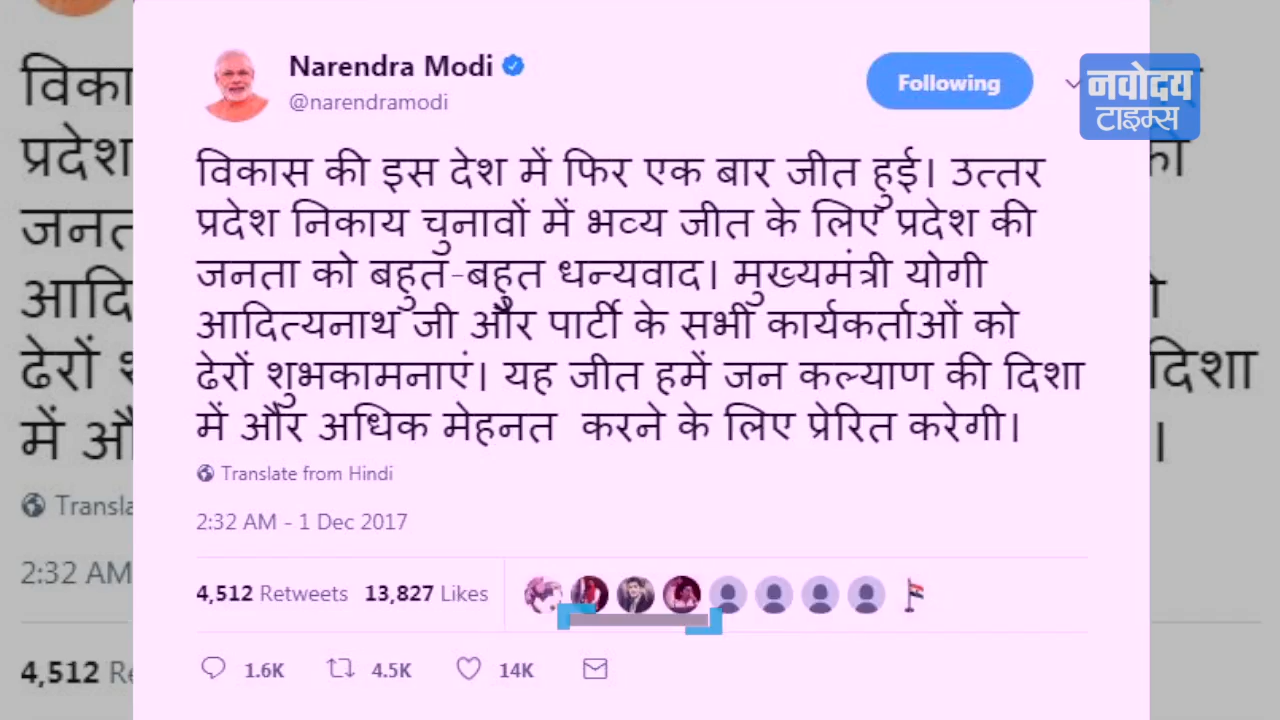 Narendra Modi
@narendramodi
Following
नवोदय
टाइम्स
विकास की इस देश में फिर एक बार जीत हुई। उत्तर
प्रदेश निकाय चुनावों में भव्य जीत के लिए प्रदेश की
जनता को बहुत-बहुत धन्यवाद। मुख्यमंत्री योगी
आदित्यनाथ जी और पार्टी के सभी कार्यकर्ताओं को
ढेरों शुभकामनाएं। यह जीत हमें जन कल्याण की दिशा
में और अधिक मेहनत करने के लिए प्रेरित करेगी।
Translate from Hindi
2:32 AM - 1 Dec 2017
4,512 Retweets 13,827 Likes
1.6K 4.5K 14K